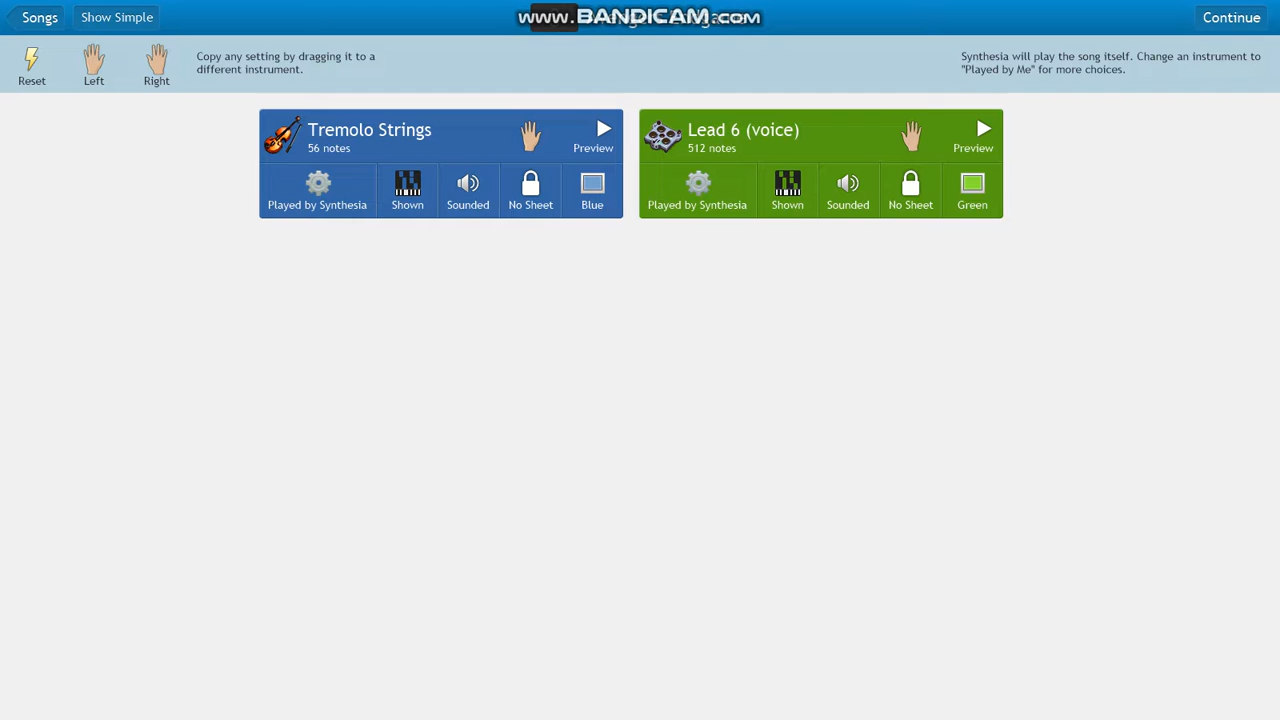 Songs
Show Simple
www.BANDICAM.com
Continue
Reset
Left
Right
Copy any setting by dragging it to a
different instrument.
Synthesia will play the song itself. Change an instrument to
"Played by Me" for more choices.
Tremolo Strings
56 notes
Preview
Played by Synthesia
Shown
Sounded
No Sheet
Blue
Lead 6 (voice)
512 notes
Preview
Played by Synthesia
Shown
Sounded
No Sheet
Green